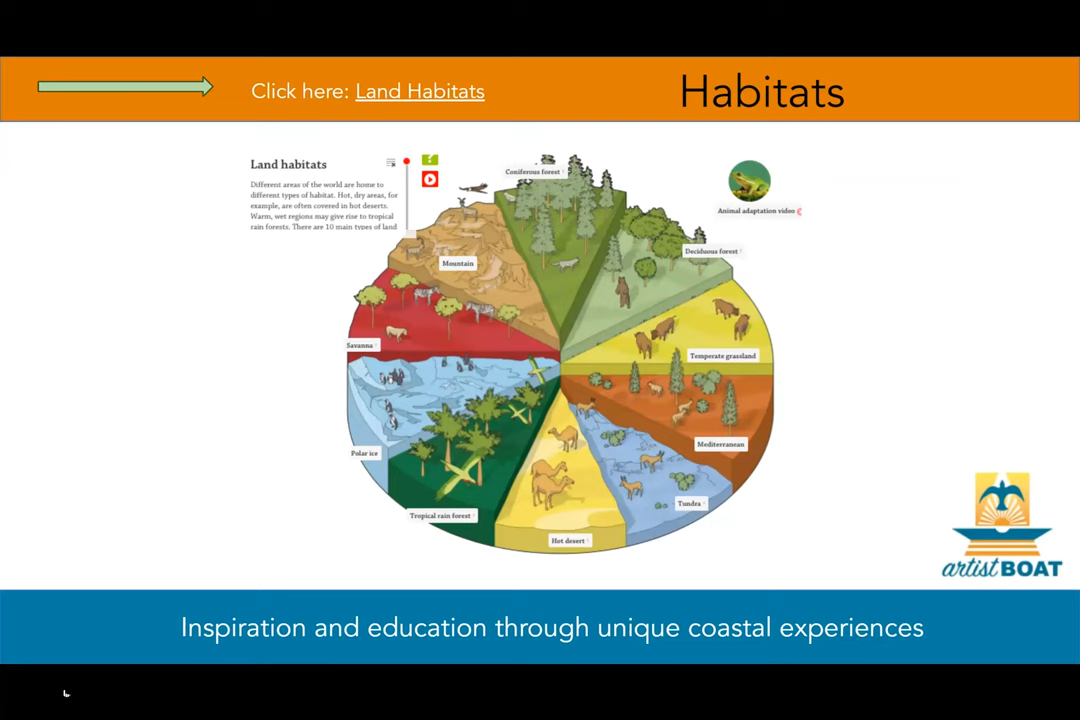 Click here: Land Habitats
Habitats
Land habitats
Different areas of the world are home to
different types of habitat. Hot, dry areas, for
example, are often covered in hot deserts.
Warm, wet regions may give rise to tropical
rain forests. There are 10 main types of land
Coniferous forest
Animal adaptation video
Deciduous forest
Mountain
Savanna
Temperate grassland
Mediterranean
Polar ice
Tundra
Tropical rain forest
Hot desert
artist BOAT
Inspiration and education through unique coastal experiences